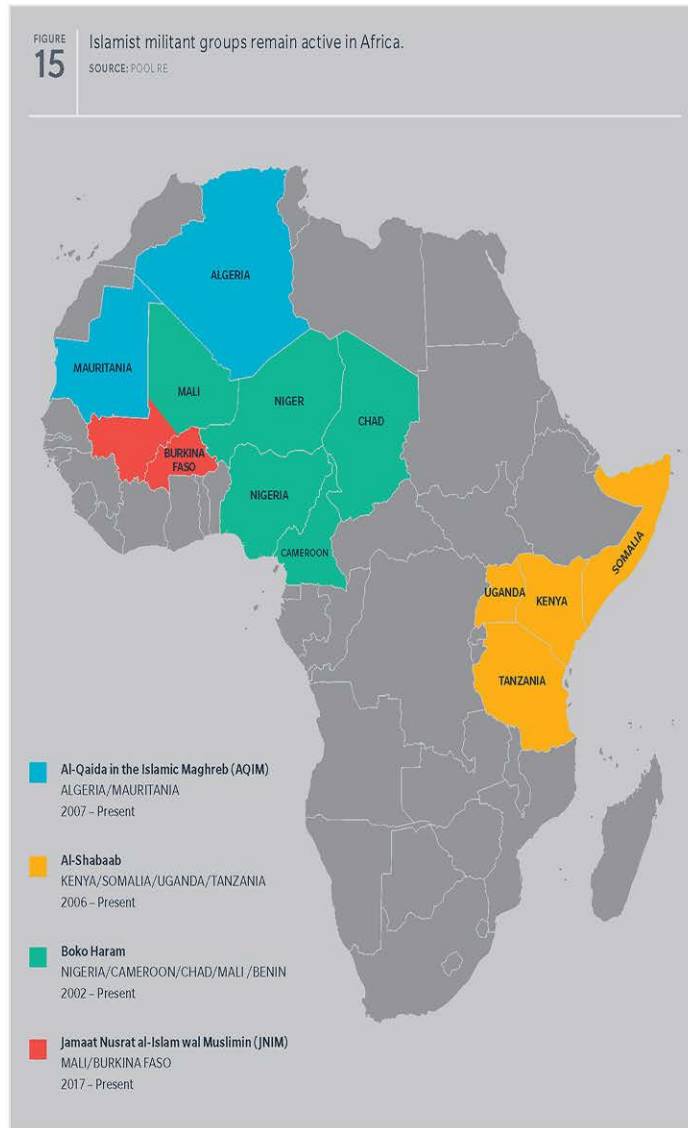 FIGURE
15
Islamist militant groups remain active in Africa.
SOURCE: POOL RE
ALGERIA
MAURITANIA
MALI
NIGER
CHAD
BURKINA
FASO
NIGERIA
CAMEROON
SOMALIA
UGANDA
KENYA
TANZANIA
Al-Qaida in the Islamic Maghreb (AQIM)
ALGERIA/MAURITANIA
2007 – Present
Al-Shabaab
KENYA/SOMALIA/UGANDA/TANZANIA
2006 – Present
Boko Haram
NIGERIA/CAMEROON/CHAD/MALI /BENIN
2002 – Present
Jamaat Nusrat al-Islam wal Muslimin (JNIM)
MALI/BURKINA FASO
2017 – Present